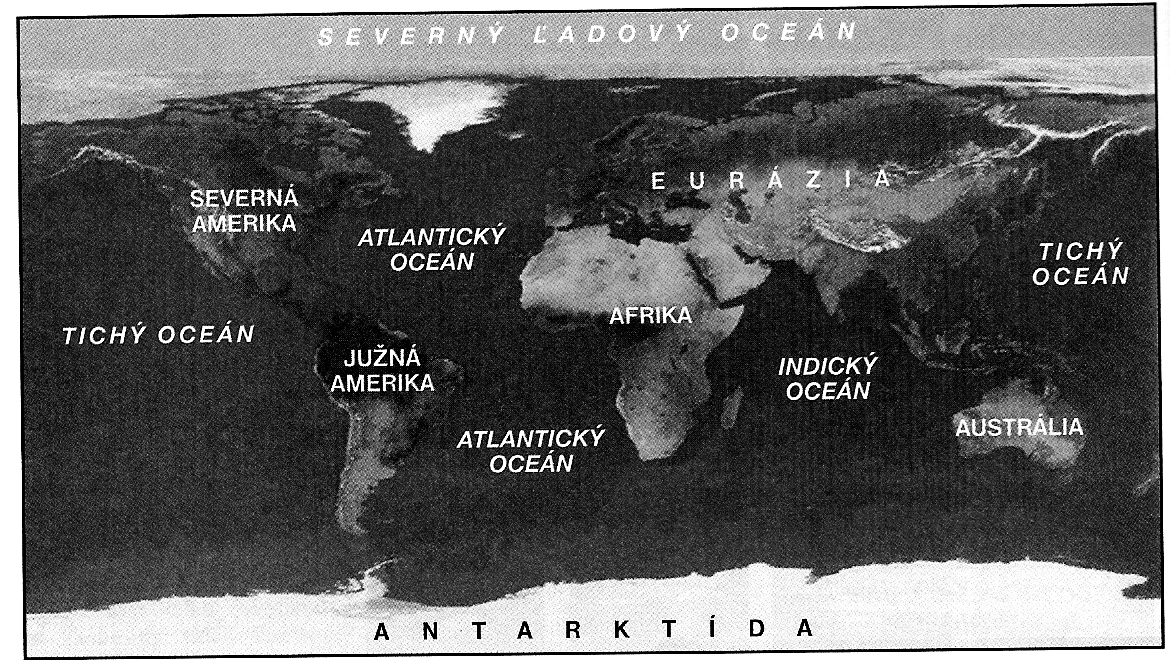 SEVERNÝ ĽADOVÝ OCEÁN
SEVERNÁ
AMERIKA
EURÁZIA
ATLANTICKÝ
OCEÁN
TICHÝ
OCEÁN
AFRIKA
TICHÝ OCEÁN
JUŽNÁ
AMERIKA
INDICKÝ
OCEÁN
AUSTRÁLIA
ATLANTICKÝ
OCEÁN
ANTARKTÍDA